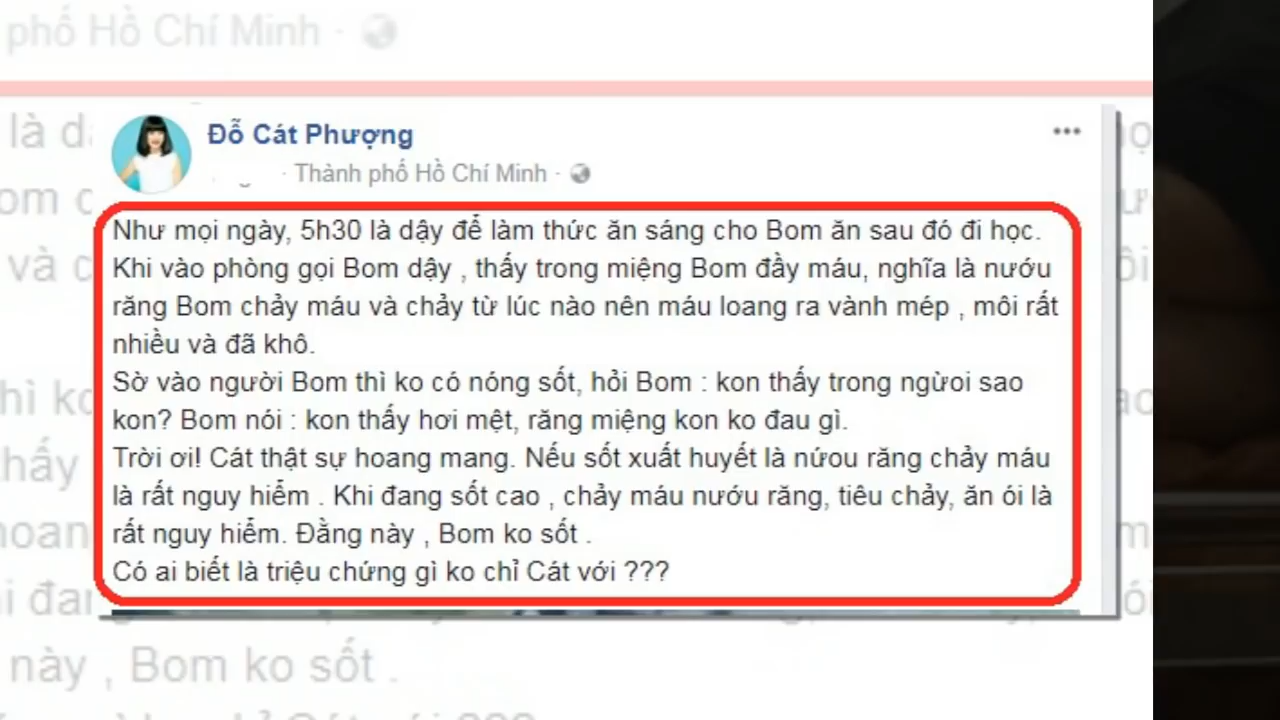 phố Hồ Chí Minh ·
Đỗ Cát Phượng
· Thành phố Hồ Chí Minh ·
Như mọi ngày, 5h30 là dậy để làm thức ăn sáng cho Bom ăn sau đó đi học.
Khi vào phòng gọi Bom dậy , thấy trong miệng Bom đầy máu, nghĩa là nướu
răng Bom chảy máu và chảy từ lúc nào nên máu loang ra vành mép , môi rất
nhiều và đã khô.
Sờ vào người Bom thì ko có nóng sốt, hỏi Bom : kon thấy trong ngừoi sao
kon? Bom nói : kon thấy hơi mệt, răng miệng kon ko đau gì.
Trời ơi! Cát thật sự hoang mang. Nếu sốt xuất huyết là nứou răng chảy máu
là rất nguy hiểm . Khi đang sốt cao , chảy máu nướu răng, tiêu chảy, ăn ói là
rất nguy hiểm. Đằng này , Bom ko sốt .
Có ai biết là triệu chứng gì ko chỉ Cát với ???
này , Bom ko sốt .